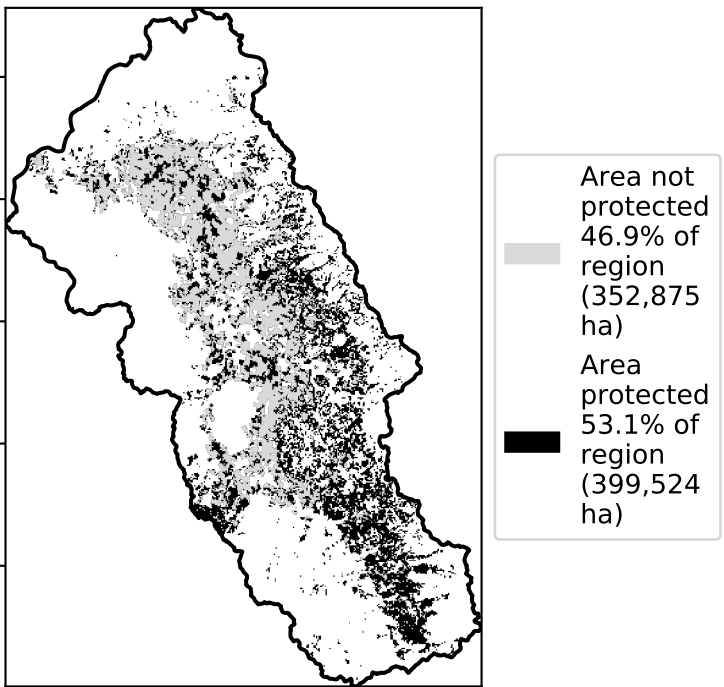 Area not
protected
46.9% of
region
(352,875
ha)
Area
protected
53.1% of
region
(399,524
ha)